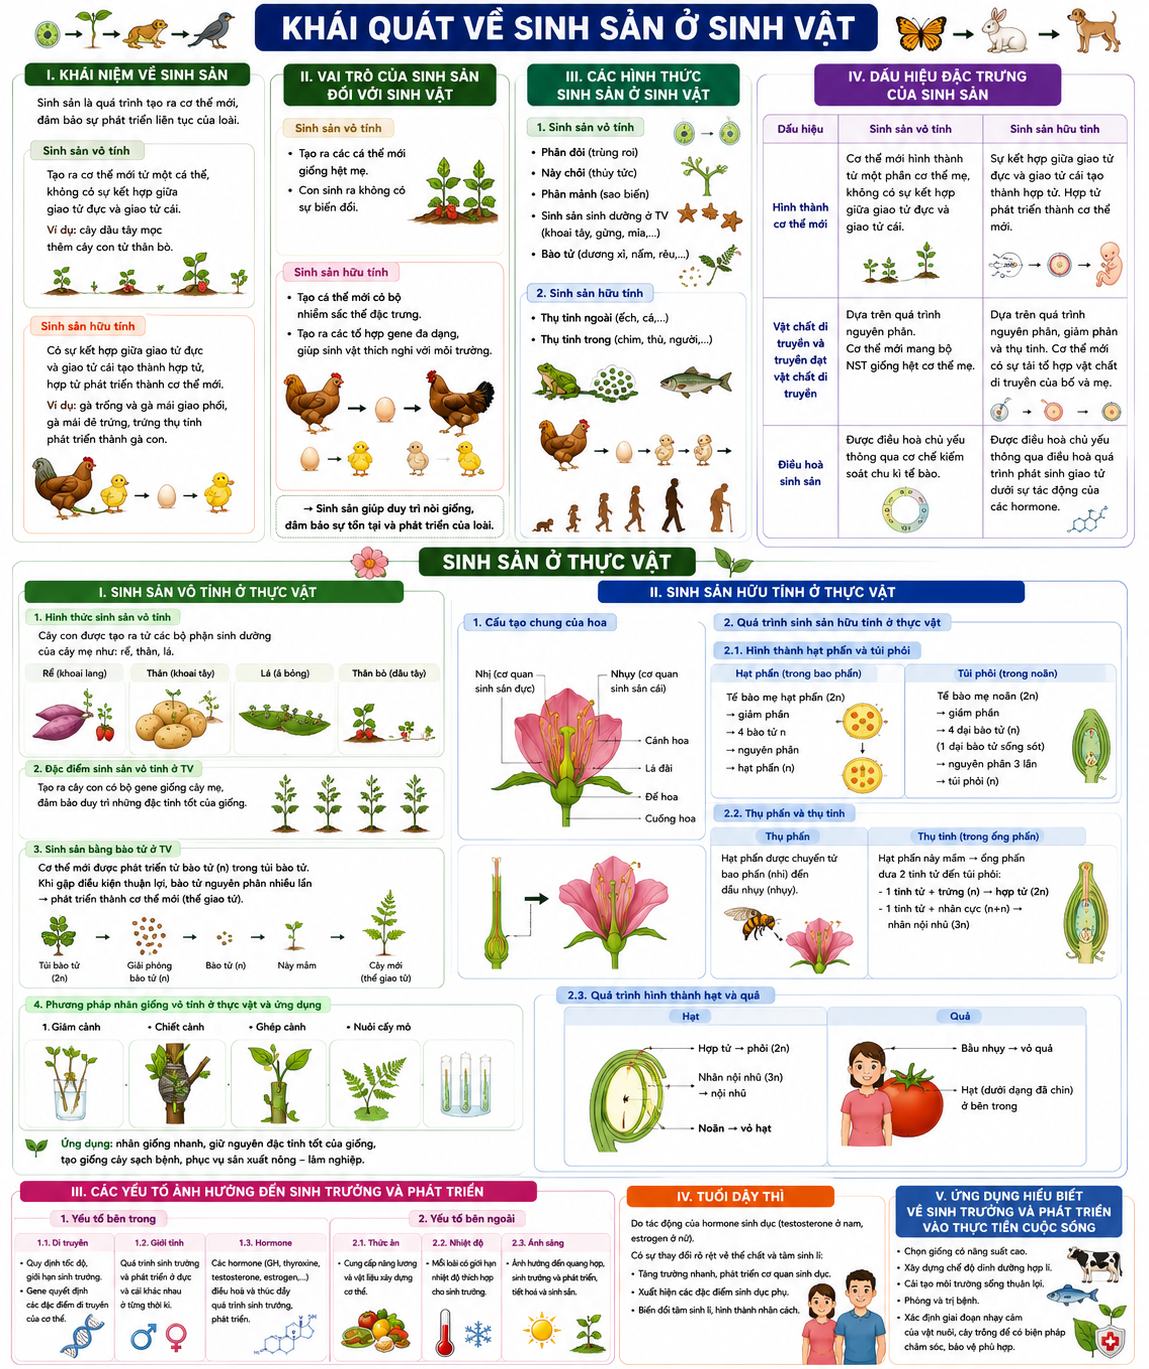 KHÁI QUÁT VỀ SINH SẢN Ở SINH VẬT
I. KHÁI NIỆM VỀ SINH SẢN
Sinh sản là quá trình tạo ra cơ thể mới,
đảm bảo sự phát triển liên tục của loài.
Sinh sản vô tính
Tạo ra cơ thể mới từ một cá thể,
không có sự kết hợp giữa
giao tử đực và giao tử cái.
Ví dụ: cây dâu tây mọc
thêm cây con từ thân bò.
Sinh sản hữu tính
Có sự kết hợp giữa giao tử đực
và giao tử cái tạo thành hợp tử,
hợp tử phát triển thành cơ thể mới.
Ví dụ: gà trống và gà mái giao phối,
gà mái đẻ trứng, trứng thụ tinh
phát triển thành gà con.
II. VAI TRÒ CỦA SINH SẢN
ĐỐI VỚI SINH VẬT
Sinh sản vô tính
• Tạo ra các cá thể mới
giống hệt mẹ.
• Con sinh ra không có
sự biến đổi.
Sinh sản hữu tính
• Tạo cá thể mới có bộ
nhiễm sắc thể đặc trưng.
• Tạo ra các tổ hợp gene đa dạng,
giúp sinh vật thích nghi với môi trường.
→ Sinh sản giúp duy trì nòi giống,
đảm bảo sự tồn tại và phát triển của loài.
III. CÁC HÌNH THỨC
SINH SẢN Ở SINH VẬT
1. Sinh sản vô tính
• Phân đôi (trùng roi)
• Nảy chồi (thủy tức)
• Phân mảnh (sao biển)
• Sinh sản sinh dưỡng ở TV
(khoai tây, gừng, mía,...)
• Bào tử (dương xỉ, nấm, rêu,...)
2. Sinh sản hữu tính
• Thụ tinh ngoài (ếch, cá,...)
• Thụ tinh trong (chim, thú, người,...)
IV. DẤU HIỆU ĐẶC TRƯNG
CỦA SINH SẢN
Dấu hiệu
Sinh sản vô tính
Sinh sản hữu tính
Hình thành
cơ thể mới
Cơ thể mới hình thành
từ một phần cơ thể mẹ,
không có sự kết hợp
giữa giao tử đực và
giao tử cái.
Sự kết hợp giữa giao tử
đực và giao tử cái tạo
thành hợp tử. Hợp tử
phát triển thành cơ thể
mới.
Vật chất di
truyền và
truyền đạt
vật chất di
truyền
Dựa trên quá trình
nguyên phân.
Cơ thể mới mang bộ
NST giống hệt cơ thể mẹ.
Dựa trên quá trình
nguyên phân, giảm phân
và thụ tinh. Cơ thể mới
có sự tái tổ hợp vật chất
di truyền của bố và mẹ.
Điều hoà
sinh sản
Được điều hoà chủ yếu
thông qua cơ chế kiểm
soát chu kì tế bào.
Được điều hoà chủ yếu
thông qua điều hoà quá
trình phát sinh giao tử
dưới sự tác động của
các hormone.
SINH SẢN Ở THỰC VẬT
I. SINH SẢN VÔ TÍNH Ở THỰC VẬT
1. Hình thức sinh sản vô tính
Cây con được tạo ra từ các bộ phận sinh dưỡng
của cây mẹ như: rễ, thân, lá.
Rễ (khoai lang)
Thân (khoai tây)
Lá (á bỏng)
Thân bò (dâu tây)
2. Đặc điểm sinh sản vô tính ở TV
Tạo ra cây con có bộ gene giống cây mẹ,
đảm bảo duy trì những đặc tính tốt của giống.
3. Sinh sản bằng bào tử ở TV
Cơ thể mới được phát triển từ bào tử (n) trong túi bào tử.
Khi gặp điều kiện thuận lợi, bào tử nguyên phân nhiều lần
→ phát triển thành cơ thể mới (thể giao tử).
Túi bào tử
(2n)
Giải phóng
bào tử (n)
Bào tử (n)
Nảy mầm
Cây mới
(thể giao tử)
4. Phương pháp nhân giống vô tính ở thực vật và ứng dụng
1. Giâm cành
• Chiết cành
• Ghép cành
• Nuôi cấy mô
Ứng dụng: nhân giống nhanh, giữ nguyên đặc tính tốt của giống,
tạo giống cây sạch bệnh, phục vụ sản xuất nông – lâm nghiệp.
II. SINH SẢN HỮU TÍNH Ở THỰC VẬT
1. Cấu tạo chung của hoa
Nhị (cơ quan
sinh sản đực)
Nhụy (cơ quan
sinh sản cái)
Cánh hoa
Lá đài
Đế hoa
Cuống hoa
2. Quá trình sinh sản hữu tính ở thực vật
2.1. Hình thành hạt phấn và túi phôi
Hạt phấn (trong bao phấn)
Tế bào mẹ hạt phấn (2n)
→ giảm phân
→ 4 bào tử n
→ nguyên phân
→ hạt phấn (n)
Túi phôi (trong noãn)
Tế bào mẹ noãn (2n)
→ giảm phân
→ 4 đại bào tử (n)
(1 đại bào tử sống sót)
→ nguyên phân 3 lần
→ túi phôi (n)
2.2. Thụ phấn và thụ tinh
Thụ phấn
Hạt phấn được chuyển từ
bao phấn (nhị) đến
đầu nhụy (nhụy).
Thụ tinh (trong ống phấn)
Hạt phấn nảy mầm → ống phấn
đưa 2 tinh tử đến túi phôi:
- 1 tinh tử + trứng (n) → hợp tử (2n)
- 1 tinh tử + nhân cực (n+n) →
nhân nội nhũ (3n)
2.3. Quá trình hình thành hạt và quả
Hạt
Hợp tử → phôi (2n)
Nhân nội nhũ (3n)
→ nội nhũ
Noãn → vỏ hạt
Quả
Bầu nhụy → vỏ quả
Hạt (dưới dạng đã chín)
ở bên trong
III. CÁC YẾU TỐ ẢNH HƯỞNG ĐẾN SINH TRƯỞNG VÀ PHÁT TRIỂN
1. Yếu tố bên trong
1.1. Di truyền
• Quy định tốc độ,
giới hạn sinh trưởng.
• Gene quyết định
các đặc điểm di truyền
của cơ thể.
1.2. Giới tính
Quá trình sinh trưởng
và phát triển ở đực
và cái khác nhau
ở từng thời kì.
1.3. Hormone
Các hormone (GH, thyroxine,
testosterone, estrogen,...)
điều hoà và thúc đẩy
quá trình sinh trưởng,
phát triển.
2. Yếu tố bên ngoài
2.1. Thức ăn
• Cung cấp năng lượng
và vật liệu xây dựng
cơ thể.
2.2. Nhiệt độ
• Mỗi loài có giới hạn
nhiệt độ thích hợp
cho sinh trưởng.
2.3. Ánh sáng
• Ảnh hưởng đến quang hợp,
sinh trưởng và phát triển,
tiết hoá và sinh sản.
IV. TUỔI DẬY THÌ
Do tác động của hormone sinh dục (testosterone ở nam,
estrogen ở nữ).
Có sự thay đổi rõ rệt về thể chất và tâm sinh lí:
• Tăng trưởng nhanh, phát triển cơ quan sinh dục.
• Xuất hiện các đặc điểm sinh dục phụ.
• Biến đổi tâm sinh lí, hình thành nhân cách.
V. ỨNG DỤNG HIỂU BIẾT
VỀ SINH TRƯỞNG VÀ PHÁT TRIỂN
VÀO THỰC TIỄN CUỘC SỐNG
• Chọn giống có năng suất cao.
• Xây dựng chế độ dinh dưỡng hợp lí.
• Cải tạo môi trường sống thuận lợi.
• Phòng và trị bệnh.
• Xác định giai đoạn nhạy cảm
của vật nuôi, cây trồng để có biện pháp
chăm sóc, bảo vệ phù hợp.